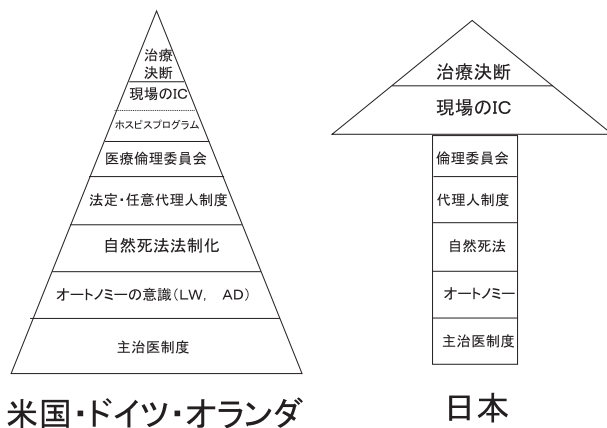 治療
決断
現場のIC
ホスピスプログラム
医療倫理委員会
法定・任意代理人制度
自然死法法制化
オートノミーの意識(LW, AD)
主治医制度
米国・ドイツ・オランダ
治療決断
現場のIC
倫理委員会
代理人制度
自然死法
オートノミー
主治医制度
日本